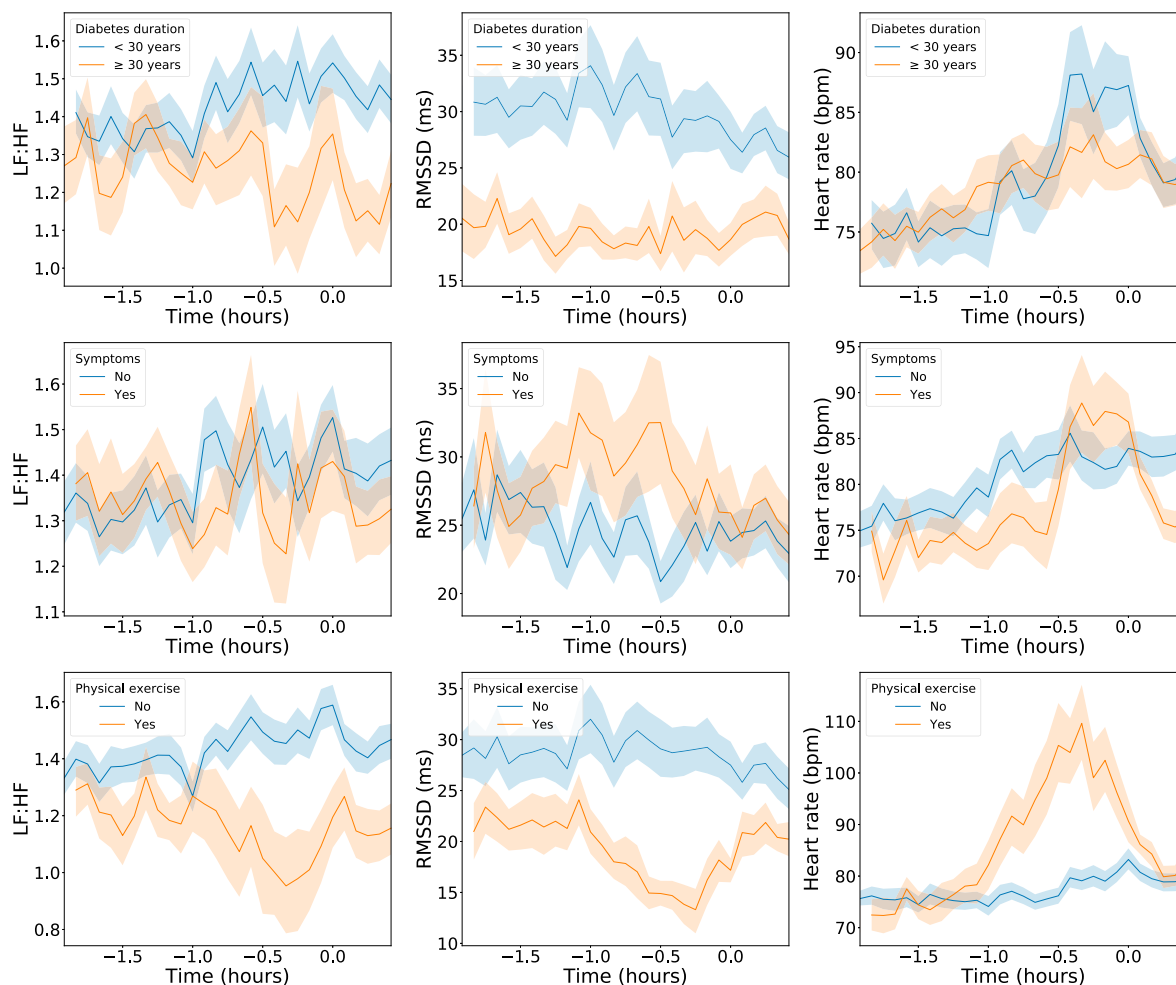 Diabetes duration
< 30 years
≥ 30 years
LF:HF
1.6
1.5
1.4
1.3
1.2
1.1
1.0
−1.5 −1.0 −0.5 0.0
Time (hours)
Diabetes duration
< 30 years
≥ 30 years
RMSSD (ms)
35
30
25
20
15
−1.5 −1.0 −0.5 0.0
Time (hours)
Diabetes duration
< 30 years
≥ 30 years
Heart rate (bpm)
90
85
80
75
−1.5 −1.0 −0.5 0.0
Time (hours)
Symptoms
No
Yes
LF:HF
1.6
1.5
1.4
1.3
1.2
1.1
−1.5 −1.0 −0.5 0.0
Time (hours)
Symptoms
No
Yes
RMSSD (ms)
35
30
25
20
−1.5 −1.0 −0.5 0.0
Time (hours)
Symptoms
No
Yes
Heart rate (bpm)
95
90
85
80
75
70
−1.5 −1.0 −0.5 0.0
Time (hours)
Physical exercise
No
Yes
LF:HF
1.6
1.4
1.2
1.0
0.8
−1.5 −1.0 −0.5 0.0
Time (hours)
Physical exercise
No
Yes
RMSSD (ms)
35
30
25
20
15
10
−1.5 −1.0 −0.5 0.0
Time (hours)
Physical exercise
No
Yes
Heart rate (bpm)
110
100
90
80
70
−1.5 −1.0 −0.5 0.0
Time (hours)